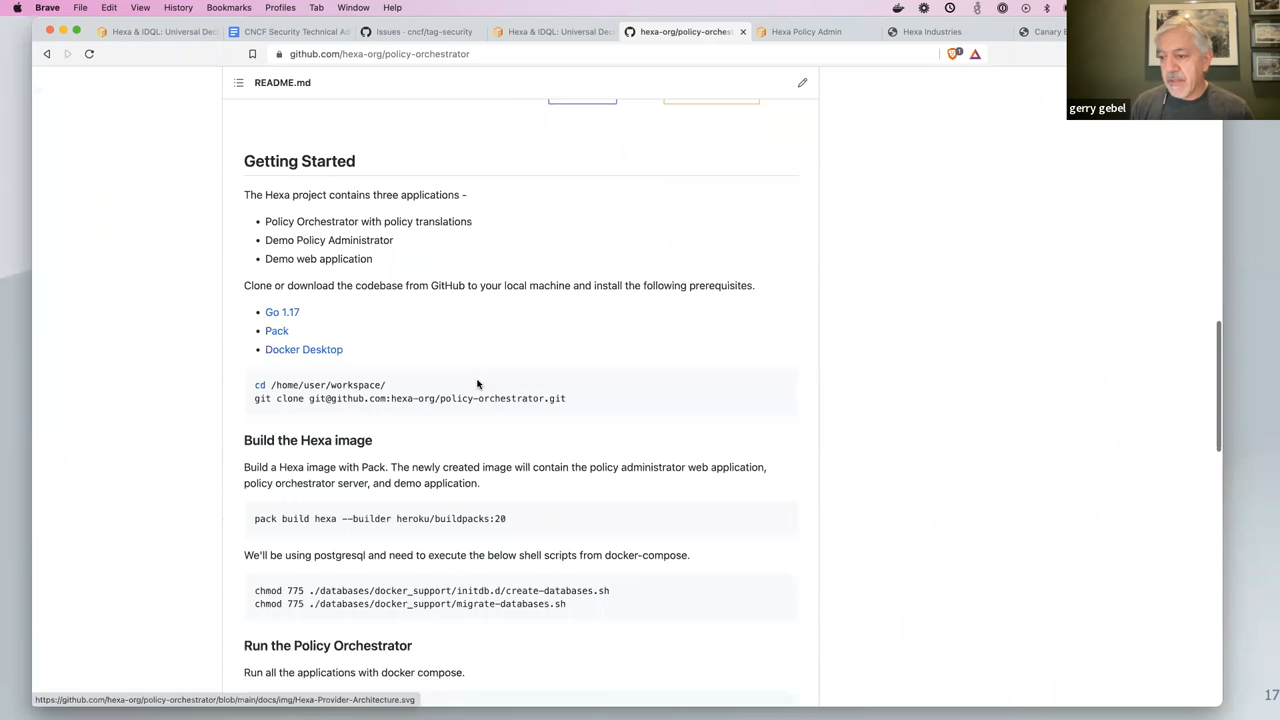 Brave File Edit View History Bookmarks Profiles Tab Window Help
Hexa & IDQL: Universal Dec
CNCF Security Technical Ad
Issues · cncf/tag-security
Hexa & IDQL: Universal Dec
hexa-org/policy-orchest
Hexa Policy Admin
Hexa Industries
Canary B
github.com/hexa-org/policy-orchestrator
gerry gebel
README.md
Getting Started
The Hexa project contains three applications -
• Policy Orchestrator with policy translations
• Demo Policy Administrator
• Demo web application
Clone or download the codebase from GitHub to your local machine and install the following prerequisites.
• Go 1.17
• Pack
• Docker Desktop
cd /home/user/workspace/
git clone git@github.com:hexa-org/policy-orchestrator.git
Build the Hexa image
Build a Hexa image with Pack. The newly created image will contain the policy administrator web application,
policy orchestrator server, and demo application.
pack build hexa --builder heroku/buildpacks:20
We'll be using postgresql and need to execute the below shell scripts from docker-compose.
chmod 775 ./databases/docker_support/initdb.d/create-databases.sh
chmod 775 ./databases/docker_support/migrate-databases.sh
Run the Policy Orchestrator
Run all the applications with docker compose.
https://github.com/hexa-org/policy-orchestrator/blob/main/docs/img/Hexa-Provider-Architecture.svg
17